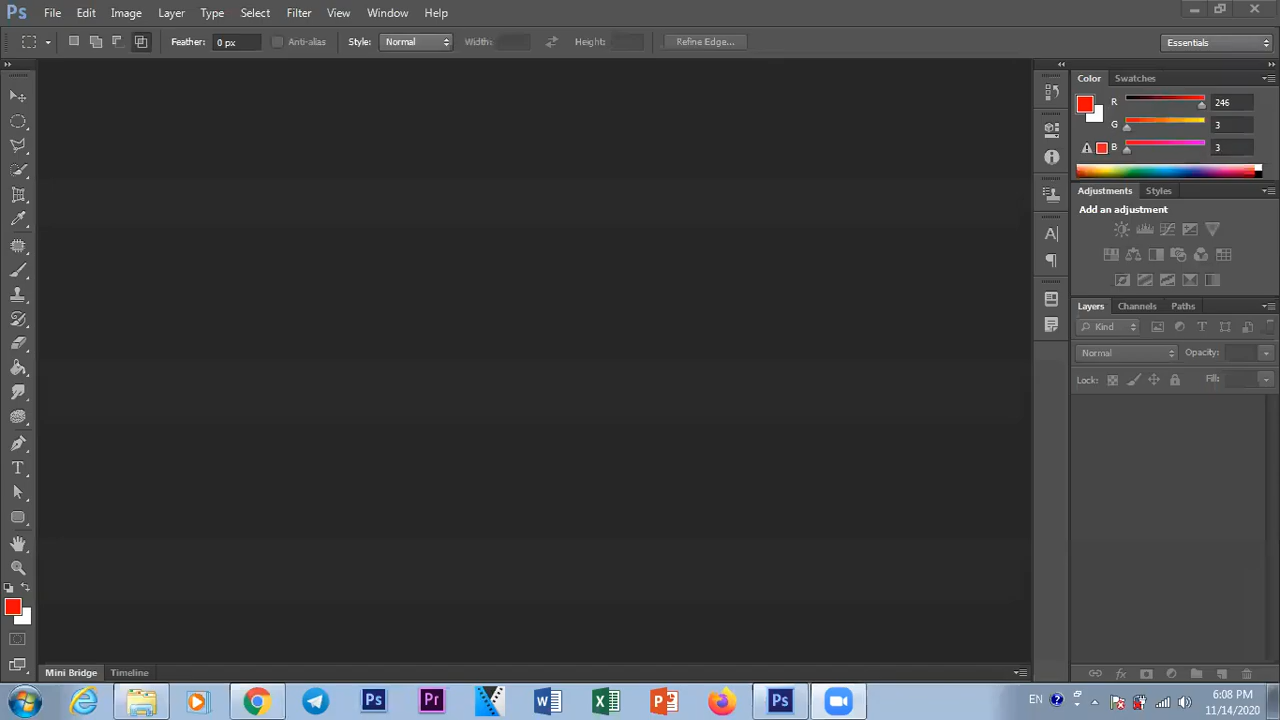 Ps File Edit Image Layer Type Select Filter View Window Help
Feather: 0 px Anti-alias Style: Normal Width: Height: Refine Edge... Essentials
Color Swatches
R 246
G 3
B 3
Adjustments Styles
Add an adjustment
Layers Channels Paths
Kind
Normal Opacity:
Lock: Fill:
Mini Bridge Timeline
Ps Pr EN 6:08 PM
11/14/2020